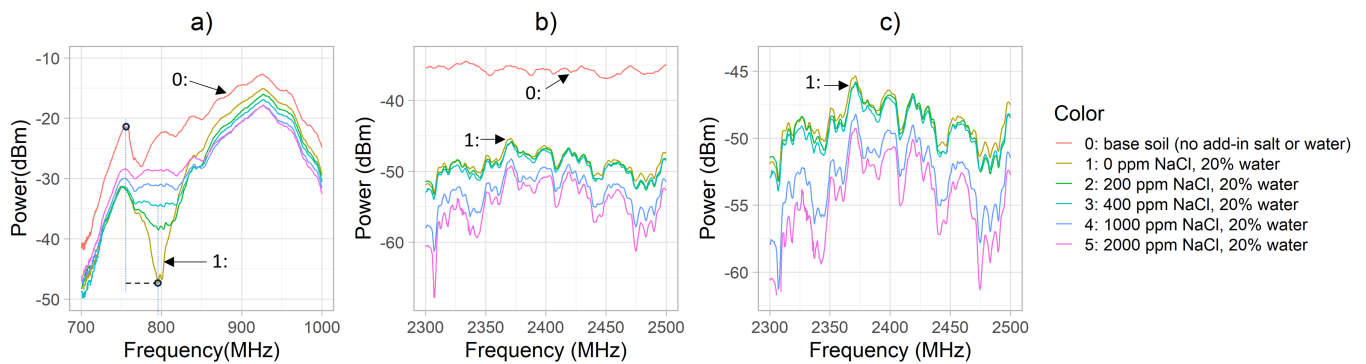 a)
Power(dBm)
-10
-20
-30
-40
-50
0:
1:
700
800
900
1000
Frequency(MHz)
b)
Power (dBm)
-40
-50
-60
0:
1:
2300
2350
2400
2450
2500
Frequency (MHz)
c)
Power (dBm)
-45
-50
-55
-60
1:
2300
2350
2400
2450
2500
Frequency (MHz)
Color
0: base soil (no add-in salt or water)
1: 0 ppm NaCl, 20% water
2: 200 ppm NaCl, 20% water
3: 400 ppm NaCl, 20% water
4: 1000 ppm NaCl, 20% water
5: 2000 ppm NaCl, 20% water